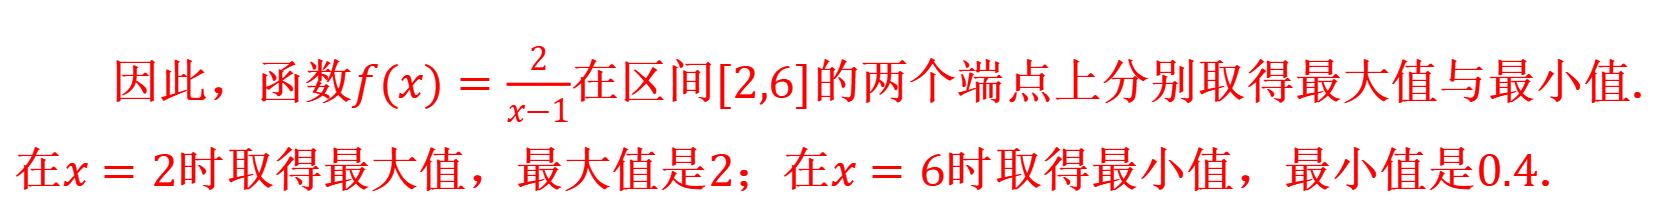 因此，函数f(x) = 2/(x−1)在区间[2,6]的两个端点上分别取得最大值与最小值.
在x = 2时取得最大值，最大值是2；在x = 6时取得最小值，最小值是0.4.